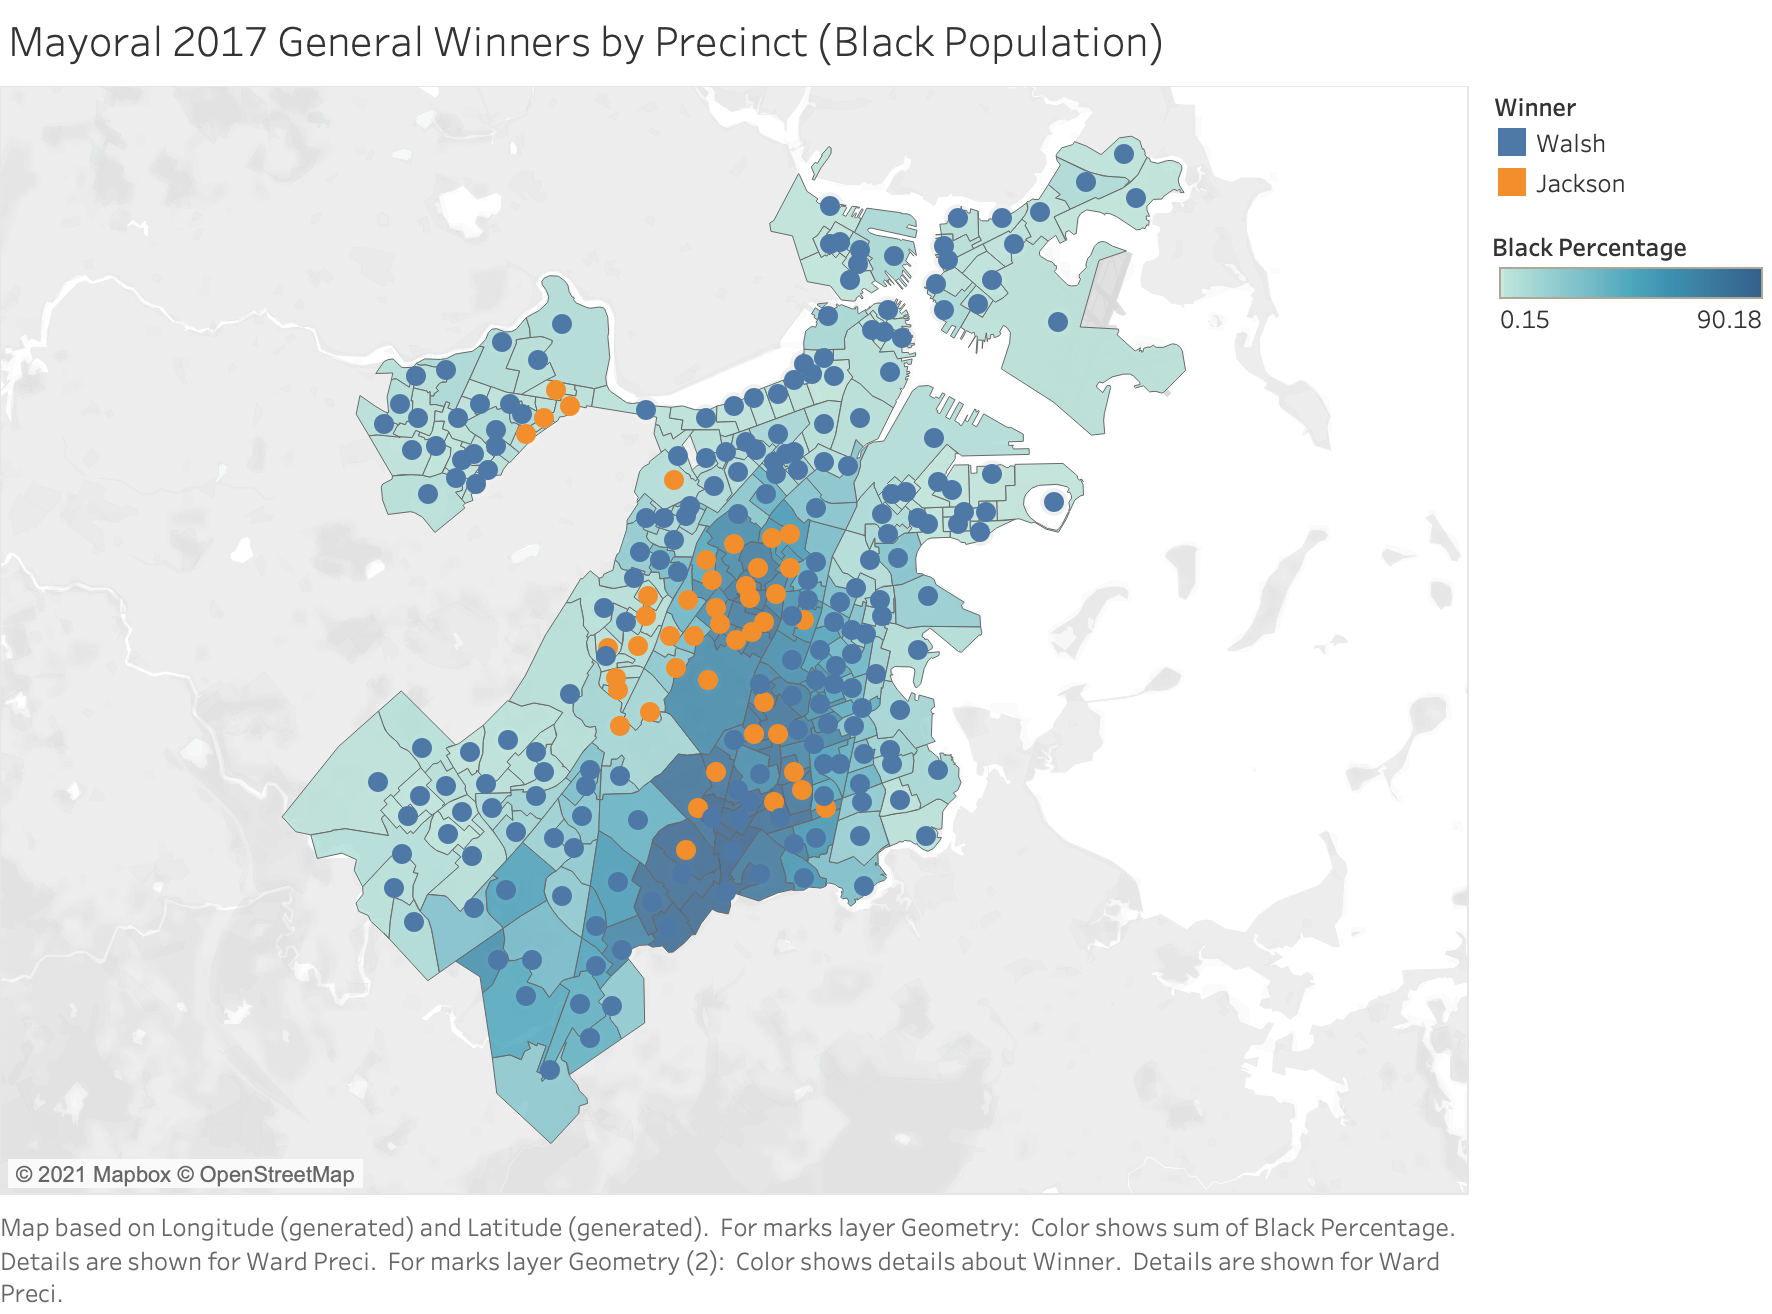 Mayoral 2017 General Winners by Precinct (Black Population)
Winner
Walsh
Jackson
Black Percentage
0.15 90.18
© 2021 Mapbox © OpenStreetMap
Map based on Longitude (generated) and Latitude (generated).  For marks layer Geometry:  Color shows sum of Black Percentage.
Details are shown for Ward Preci.  For marks layer Geometry (2):  Color shows details about Winner.  Details are shown for Ward
Preci.